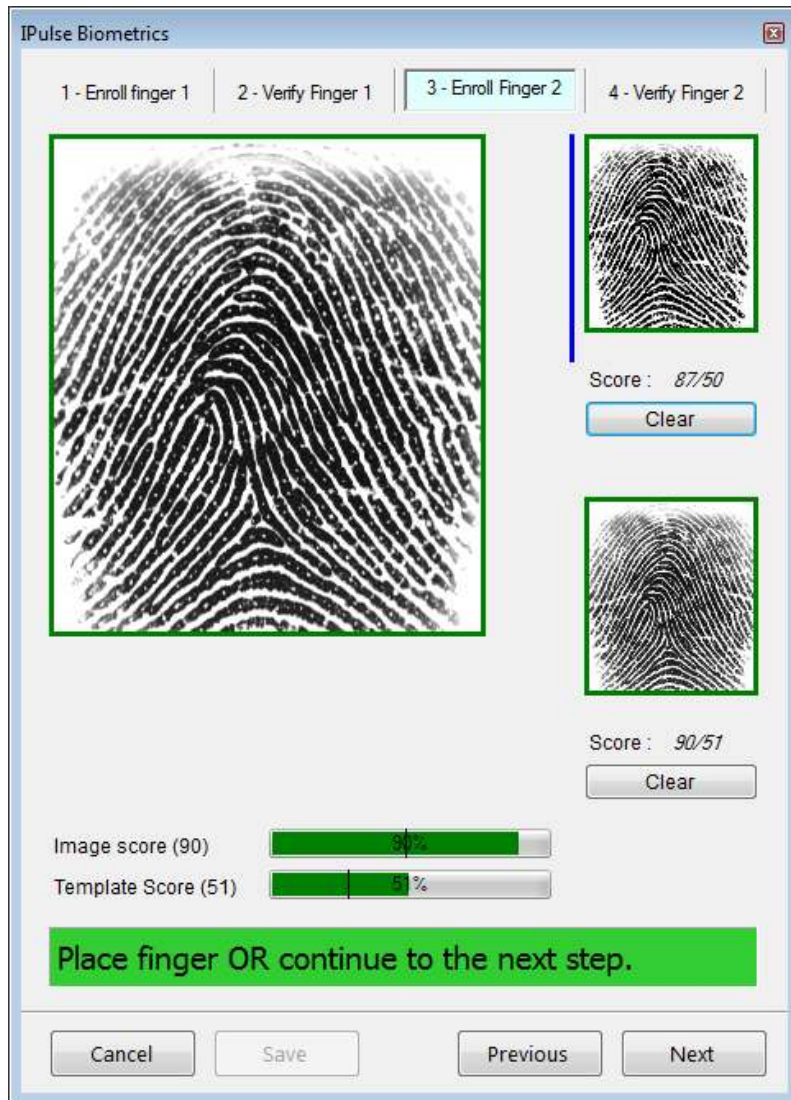 IPulse Biometrics
1 - Enroll finger 1 2 - Verify Finger 1 3 - Enroll Finger 2 4 - Verify Finger 2
Score : 87/50
Clear
Score : 90/51
Clear
Image score (90) 90%
Template Score (51) 51%
Place finger OR continue to the next step.
Cancel Save Previous Next